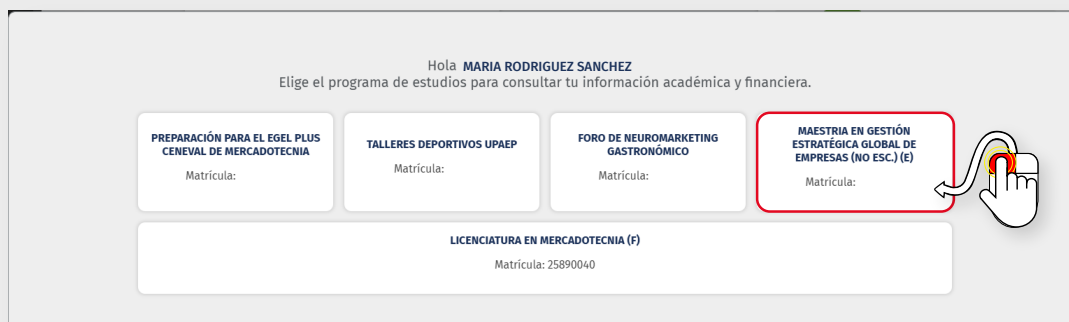 Hola MARIA RODRIGUEZ SANCHEZ
Elige el programa de estudios para consultar tu información académica y financiera.
PREPARACIÓN PARA EL EGEL PLUS
CENEVAL DE MERCADOTECNIA
Matrícula:
TALLERES DEPORTIVOS UPAEP
Matrícula:
FORO DE NEUROMARKETING
GASTRONÓMICO
Matrícula:
MAESTRIA EN GESTIÓN
ESTRATÉGICA GLOBAL DE
EMPRESAS (NO ESC.) (E)
Matrícula:
LICENCIATURA EN MERCADOTECNIA (F)
Matrícula: 25890040